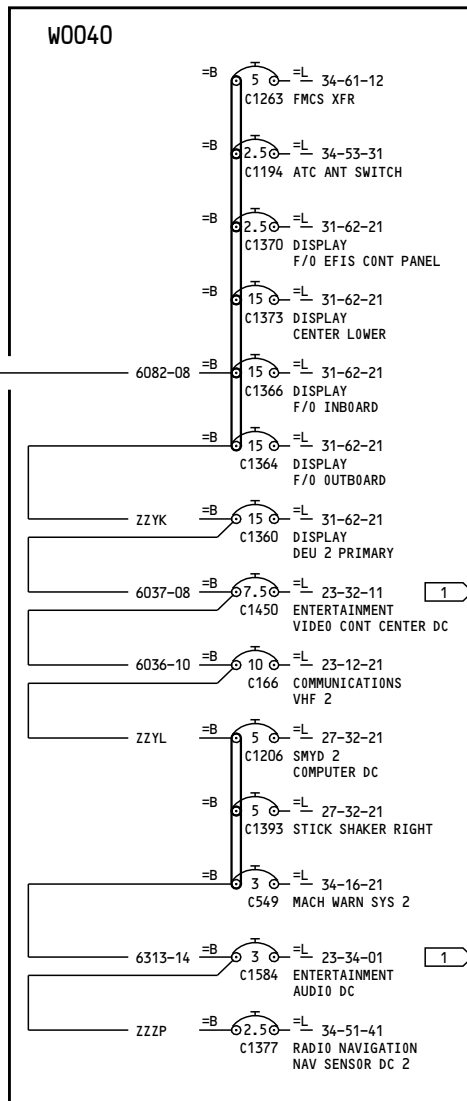 W0040
=B 5 =L 34-61-12
C1263 FMCS XFR
=B 2.5 =L 34-53-31
C1194 ATC ANT SWITCH
=B 2.5 =L 31-62-21
C1370 DISPLAY
F/O EFIS CONT PANEL
=B 15 =L 31-62-21
C1373 DISPLAY
CENTER LOWER
6082-08 =B 15 =L 31-62-21
C1366 DISPLAY
F/O INBOARD
=B 15 =L 31-62-21
C1364 DISPLAY
F/O OUTBOARD
ZZYK =B 15 =L 31-62-21
C1360 DISPLAY
DEU 2 PRIMARY
6037-08 =B 7.5 =L 23-32-11 1
C1450 ENTERTAINMENT
VIDEO CONT CENTER DC
6036-10 =B 10 =L 23-12-21
C166 COMMUNICATIONS
VHF 2
ZZYL =B 5 =L 27-32-21
C1206 SMYD 2
COMPUTER DC
=B 5 =L 27-32-21
C1393 STICK SHAKER RIGHT
=B 3 =L 34-16-21
C549 MACH WARN SYS 2
6313-14 =B 3 =L 23-34-01 1
C1584 ENTERTAINMENT
AUDIO DC
ZZZP =B 2.5 =L 34-51-41
C1377 RADIO NAVIGATION
NAV SENSOR DC 2